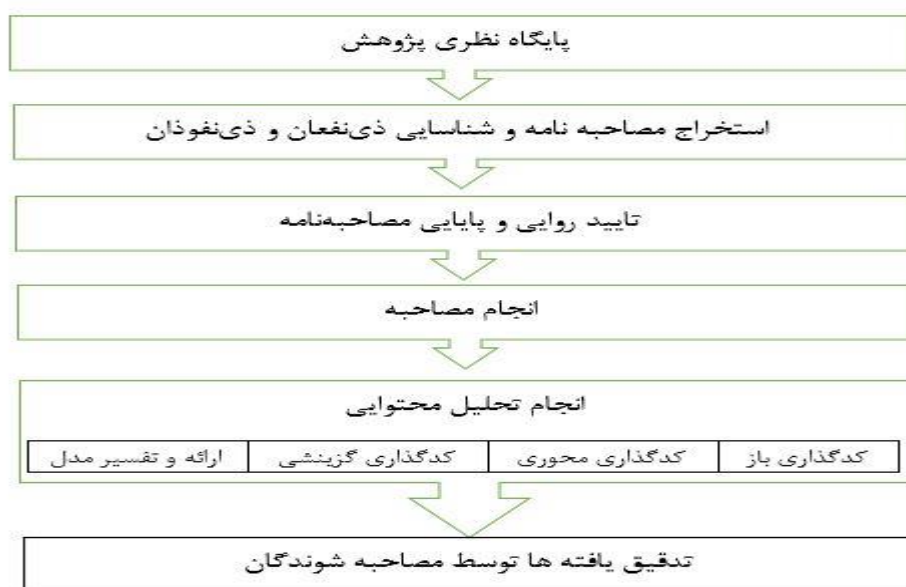 پایگاه نظری پژوهش
استخراج مصاحبه نامه و شناسایی ذی‌نفعان و ذی‌نفوذان
تایید روایی و پایایی مصاحبه‌نامه
انجام مصاحبه
انجام تحلیل محتوایی
کدگذاری باز کدگذاری محوری کدگذاری گزینشی ارائه و تفسیر مدل
تدقیق یافته ها توسط مصاحبه شوندگان